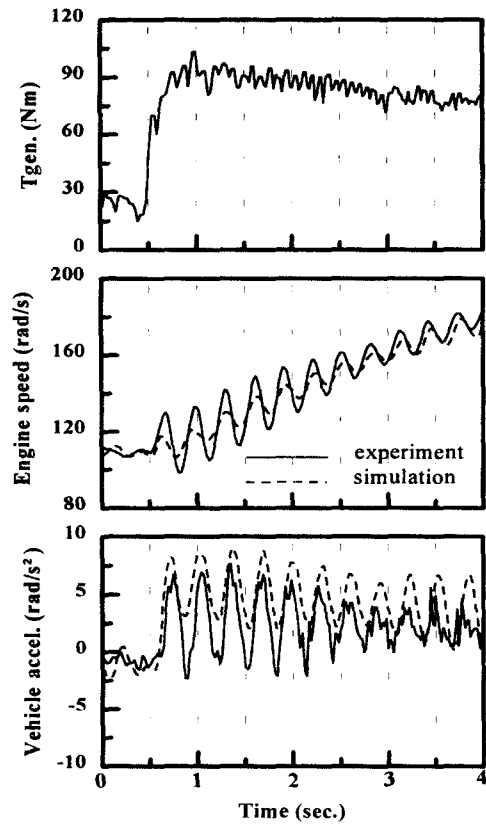 120
90
60
30
0
Tgen. (Nm)
200
160
120
80
Engine speed (rad/s)
experiment
simulation
10
5
0
-5
-10
Vehicle accel. (rad/s²)
0 1 2 3 4
Time (sec.)